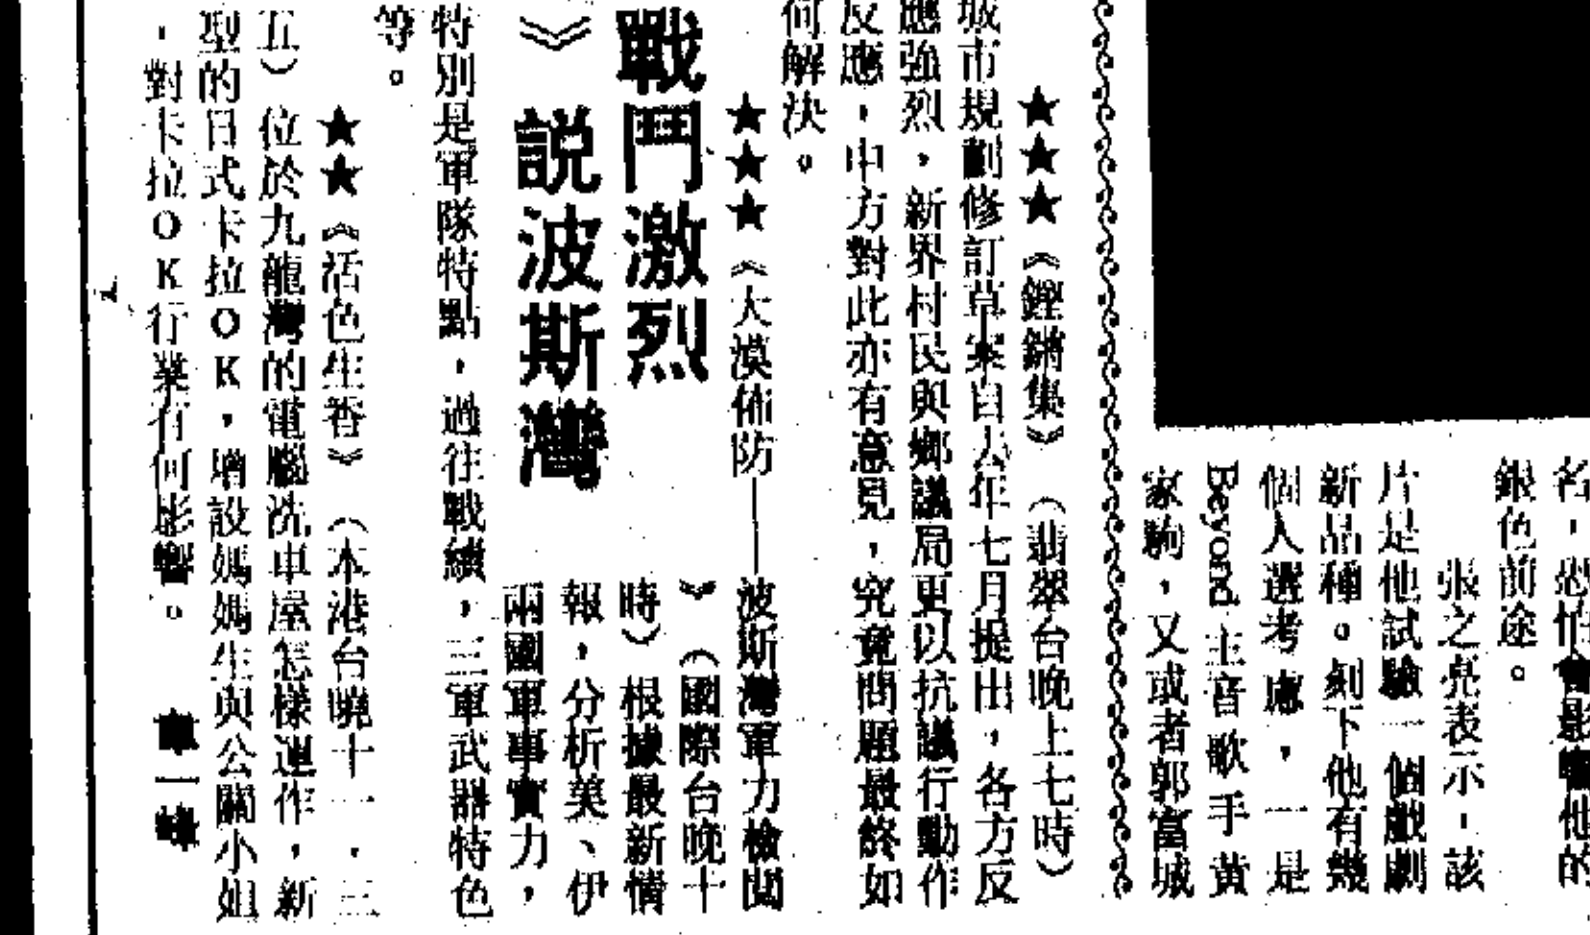 名，恐怕會影響他的
銀色前途。
張之亮表示，該
片是他試驗一個戲劇
新品種。刻下他有幾
個人選考慮，一是
Beyond主音歌手黃
家駒，又或者郭富城
★★★《鏗鏘集》（翡翠台晚上七時）
城市規劃修訂草案自去年七月提出，各方反
應強烈，新界村民與鄉議局更以抗議行動作
反應，中方對此亦有意見，究竟問題最終如
何解決。
戰鬥激烈
》說波斯灣
★★★《大漠佈防——波斯灣軍力檢閱
》（國際台晚十
時）根據最新情
報，分析美、伊
兩國軍事實力，
特別是軍隊特點，過往戰績，三軍武器特色
等。
★★《活色生香》（本港台晚十一．三
五）位於九龍灣的電腦洗車屋怎樣運作，新
型的日式卡拉OK，增設媽媽生與公關小姐
，對卡拉OK行業有何影響。